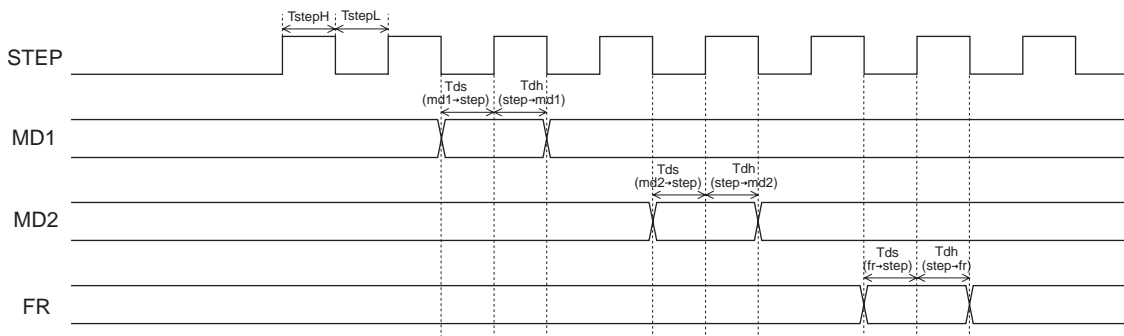 TstepH TstepL
STEP
Tds Tdh
(md1→step) (step→md1)
MD1
Tds Tdh
(md2→step) (step→md2)
MD2
Tds Tdh
(fr→step) (step→fr)
FR